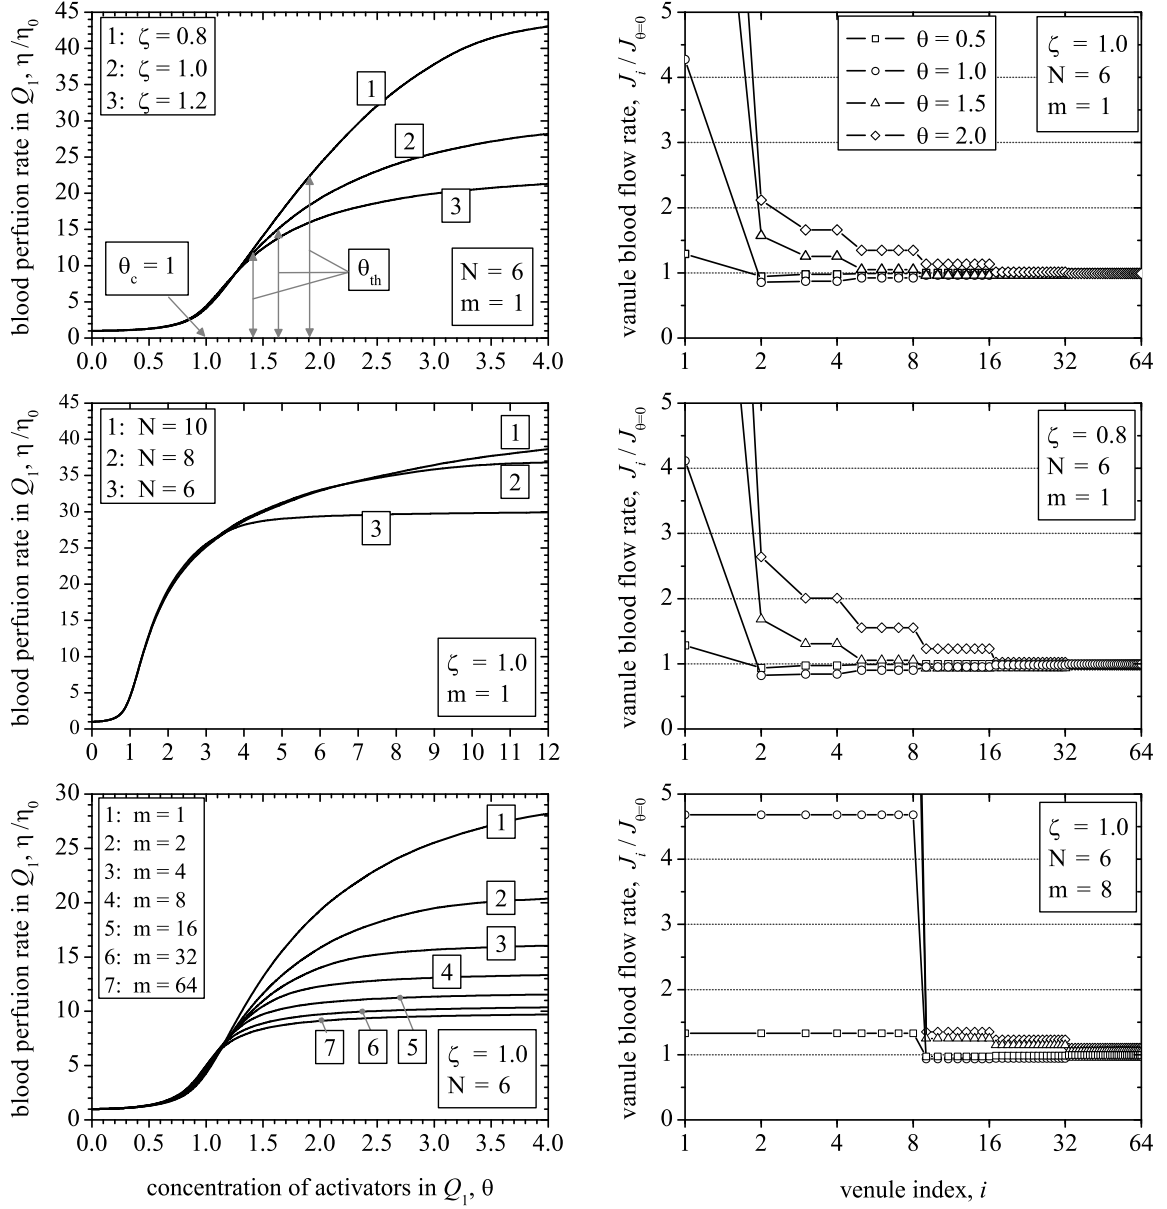 blood perfuion rate in Q1, η/η0
45
40
35
30
25
20
15
10
5
0
1: ζ = 0.8
2: ζ = 1.0
3: ζ = 1.2
1
2
3
θc = 1
θth
N = 6
m = 1
0.0 0.5 1.0 1.5 2.0 2.5 3.0 3.5 4.0
vanule blood flow rate, Ji / Jθ=0
5
4
3
2
1
0
θ = 0.5
θ = 1.0
θ = 1.5
θ = 2.0
ζ = 1.0
N = 6
m = 1
1 2 4 8 16 32 64
blood perfuion rate in Q1, η/η0
45
40
35
30
25
20
15
10
5
0
1: N = 10
2: N = 8
3: N = 6
1
2
3
ζ = 1.0
m = 1
0 1 2 3 4 5 6 7 8 9 10 11 12
vanule blood flow rate, Ji / Jθ=0
5
4
3
2
1
0
ζ = 0.8
N = 6
m = 1
1 2 4 8 16 32 64
blood perfuion rate in Q1, η/η0
30
25
20
15
10
5
0
1: m = 1
2: m = 2
3: m = 4
4: m = 8
5: m = 16
6: m = 32
7: m = 64
1
2
3
4
7 6 5
ζ = 1.0
N = 6
0.0 0.5 1.0 1.5 2.0 2.5 3.0 3.5 4.0
concentration of activators in Q1, θ
vanule blood flow rate, Ji / Jθ=0
5
4
3
2
1
0
ζ = 1.0
N = 6
m = 8
1 2 4 8 16 32 64
venule index, i